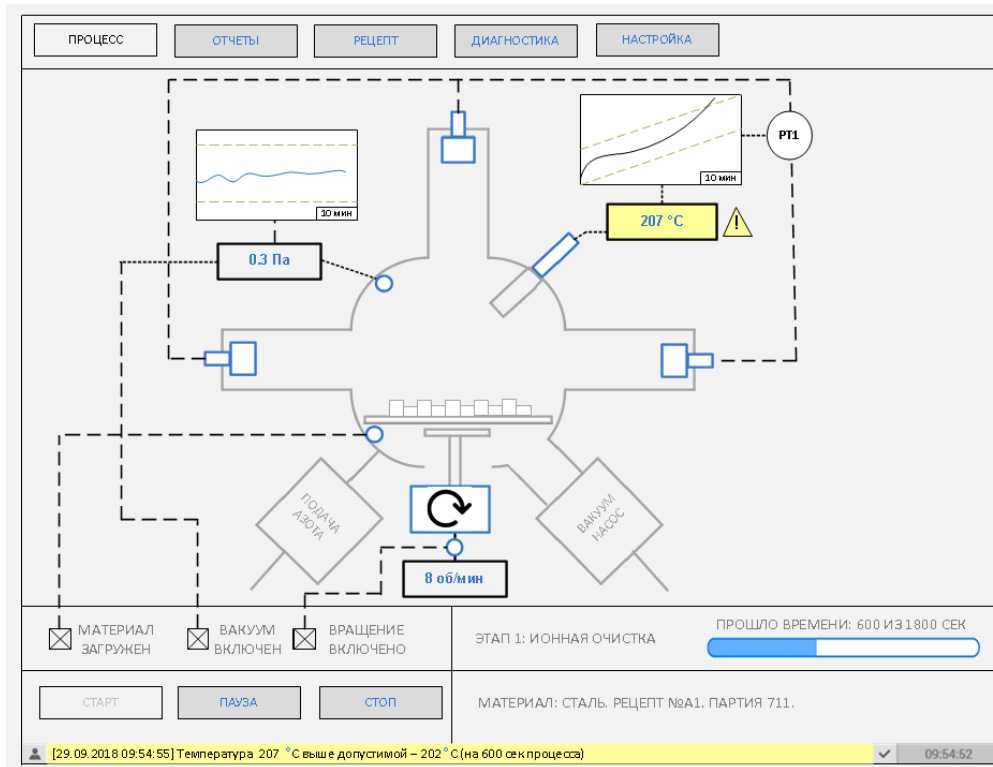 ПРОЦЕСС
ОТЧЕТЫ
РЕЦЕПТ
ДИАГНОСТИКА
НАСТРОЙКА
10 мин
10 мин
РТ1
207 °C
!
0.3 Па
ПОДАЧА
АЗОТА
ВАКУУМ
НАСОС
8 об/мин
МАТЕРИАЛ
ЗАГРУЖЕН
ВАКУУМ
ВКЛЮЧЕН
ВРАЩЕНИЕ
ВКЛЮЧЕНО
ЭТАП 1: ИОННАЯ ОЧИСТКА
ПРОШЛО ВРЕМЕНИ: 600 ИЗ 1800 СЕК
СТАРТ
ПАУЗА
СТОП
МАТЕРИАЛ: СТАЛЬ. РЕЦЕПТ №А1. ПАРТИЯ 711.
[29.09.2018 09:54:55] Температура 207 °C выше допустимой – 202°C (на 600 сек процесса)
09:54:52